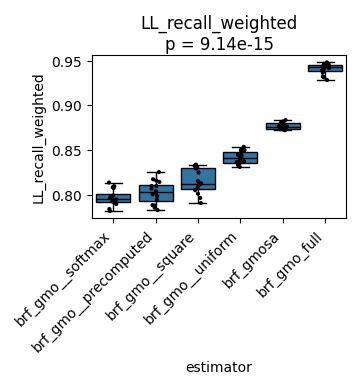 LL_recall_weighted
p = 9.14e-15
LL_recall_weighted
0.95
0.90
0.85
0.80
brf_gmo__softmax
brf_gmo__precomputed
brf_gmo__square
brf_gmo__uniform
brf_gmosa
brf_gmo_full
estimator